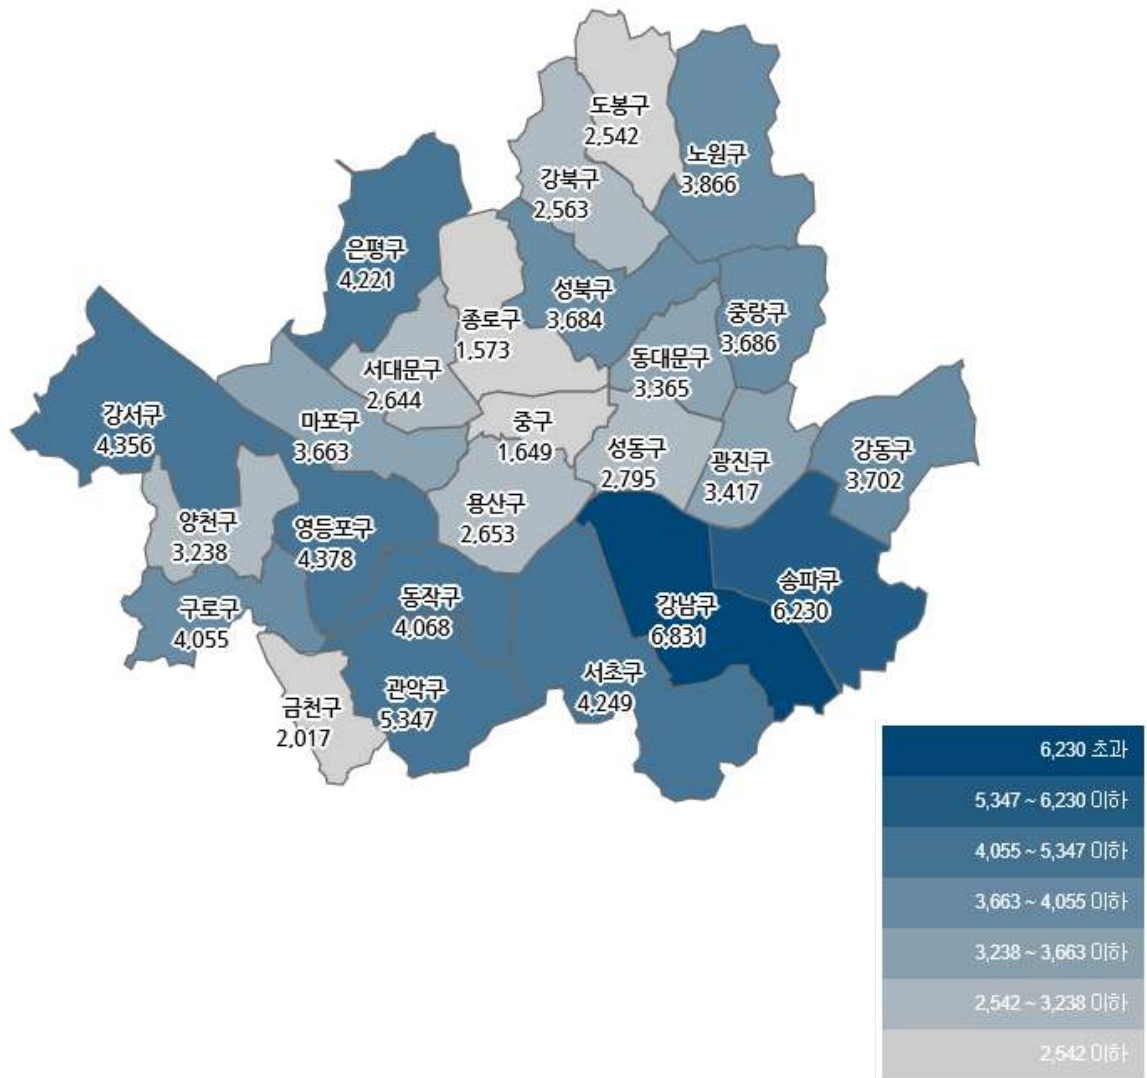 도봉구
2,542
노원구
3,866
강북구
2,563
은평구
4,221
성북구
3,684
중랑구
3,686
종로구
1,573
동대문구
3,365
서대문구
2,644
강서구
4,356
마포구
3,663
중구
1,649
성동구
2,795
광진구
3,417
강동구
3,702
양천구
3,238
영등포구
4,378
용산구
2,653
송파구
6,230
구로구
4,055
동작구
4,068
강남구
6,831
서초구
4,249
금천구
2,017
관악구
5,347
6,230 초과
5,347 ~ 6,230 이하
4,055 ~ 5,347 이하
3,663 ~ 4,055 이하
3,238 ~ 3,663 이하
2,542 ~ 3,238 이하
2,542 이하